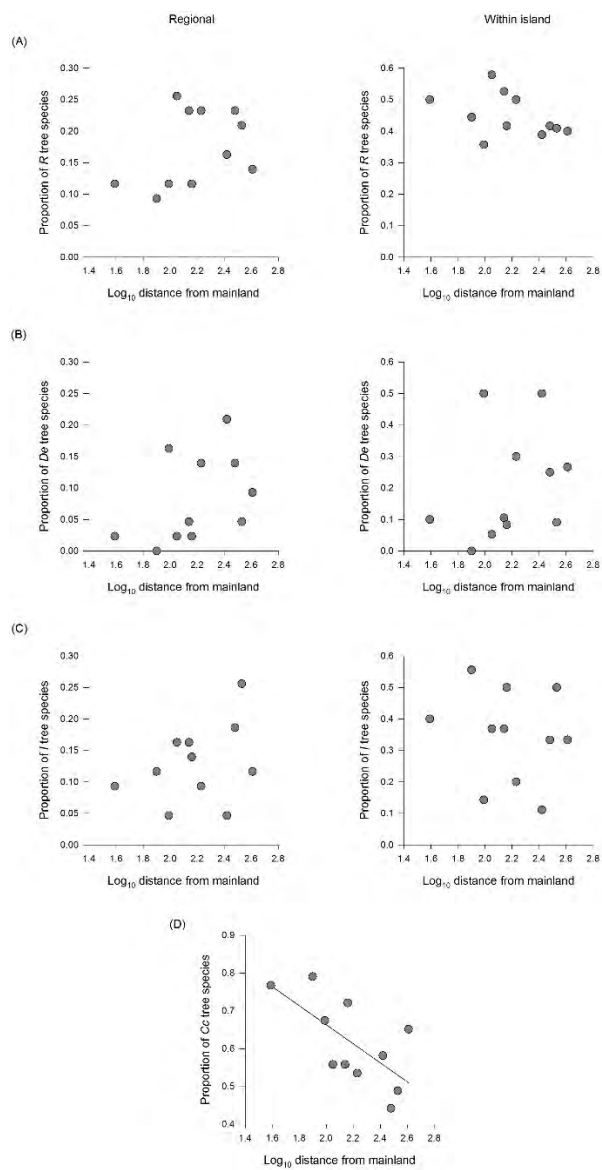 Regional
Within island
(A)
Proportion of R tree species
0.30
0.25
0.20
0.15
0.10
0.05
0.00
1.4 1.6 1.8 2.0 2.2 2.4 2.6 2.8
Log10 distance from mainland
Proportion of R tree species
0.6
0.5
0.4
0.3
0.2
0.1
0.0
1.4 1.6 1.8 2.0 2.2 2.4 2.6 2.8
Log10 distance from mainland
(B)
Proportion of De tree species
0.30
0.25
0.20
0.15
0.10
0.05
0.00
1.4 1.6 1.8 2.0 2.2 2.4 2.6 2.8
Log10 distance from mainland
Proportion of De tree species
0.6
0.5
0.4
0.3
0.2
0.1
0.0
1.4 1.6 1.8 2.0 2.2 2.4 2.6 2.8
Log10 distance from mainland
(C)
Proportion of I tree species
0.30
0.25
0.20
0.15
0.10
0.05
0.00
1.4 1.6 1.8 2.0 2.2 2.4 2.6 2.8
Log10 distance from mainland
Proportion of I tree species
0.6
0.5
0.4
0.3
0.2
0.1
0.0
1.4 1.6 1.8 2.0 2.2 2.4 2.6 2.8
Log10 distance from mainland
(D)
Proportion of Cc tree species
0.9
0.8
0.7
0.6
0.5
0.4
1.4 1.6 1.8 2.0 2.2 2.4 2.6 2.8
Log10 distance from mainland